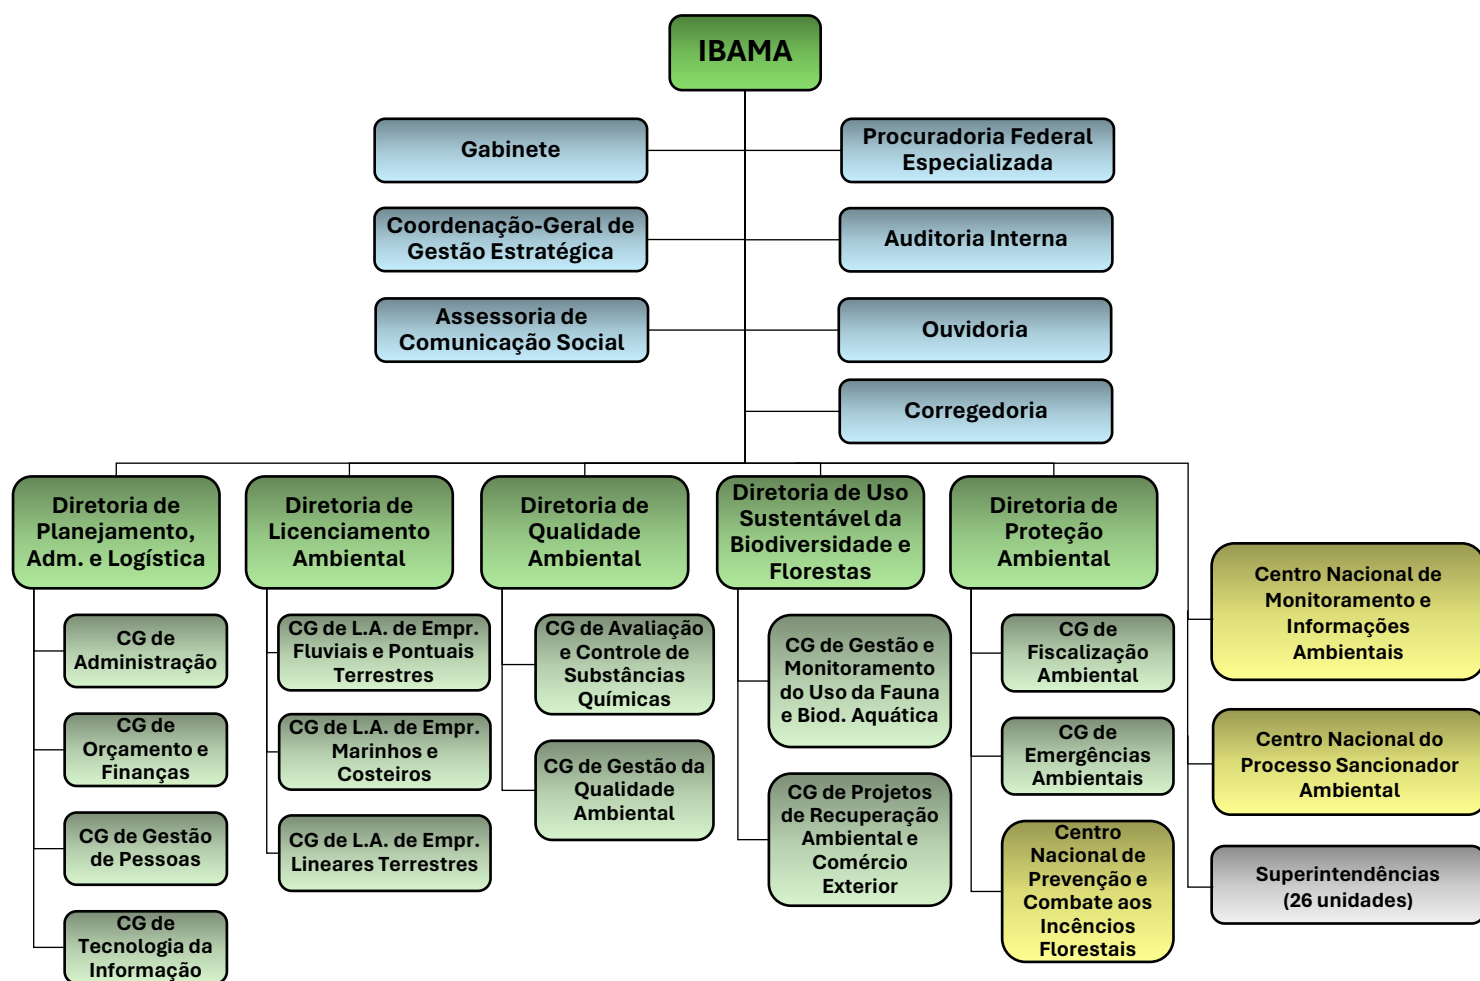 IBAMA
Gabinete
Procuradoria Federal
Especializada
Coordenação-Geral de
Gestão Estratégica
Auditoria Interna
Assessoria de
Comunicação Social
Ouvidoria
Corregedoria
Diretoria de
Planejamento,
Adm. e Logística
CG de
Administração
CG de
Orçamento e
Finanças
CG de Gestão
de Pessoas
CG de
Tecnologia da
Informação
Diretoria de
Licenciamento
Ambiental
CG de L.A. de Empr.
Fluviais e Pontuais
Terrestres
CG de L.A. de Empr.
Marinhos e
Costeiros
CG de L.A. de Empr.
Lineares Terrestres
Diretoria de
Qualidade
Ambiental
CG de Avaliação
e Controle de
Substâncias
Químicas
CG de Gestão da
Qualidade
Ambiental
Diretoria de Uso
Sustentável da
Biodiversidade e
Florestas
CG de Gestão e
Monitoramento
do Uso da Fauna
e Biod. Aquática
CG de Projetos
de Recuperação
Ambiental e
Comércio
Exterior
Diretoria de
Proteção
Ambiental
CG de
Fiscalização
Ambiental
CG de
Emergências
Ambientais
Centro
Nacional de
Prevenção e
Combate aos
Incêncios
Florestais
Centro Nacional de
Monitoramento e
Informações
Ambientais
Centro Nacional do
Processo Sancionador
Ambiental
Superintendências
(26 unidades)